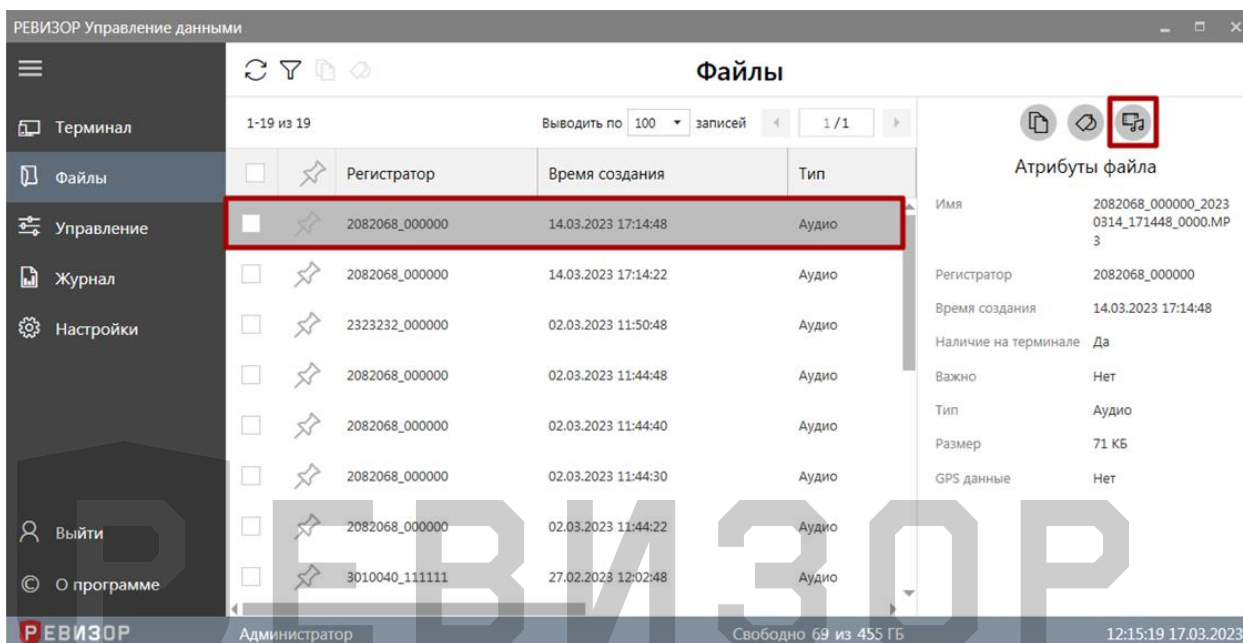 РЕВИЗОР Управление данными
Файлы
Терминал
Файлы
Управление
Журнал
Настройки
Выйти
О программе
1-19 из 19 Выводить по 100 записей 1 / 1
Регистратор Время создания Тип
2082068_000000 14.03.2023 17:14:48 Аудио
2082068_000000 14.03.2023 17:14:22 Аудио
2323232_000000 02.03.2023 11:50:48 Аудио
2082068_000000 02.03.2023 11:44:48 Аудио
2082068_000000 02.03.2023 11:44:40 Аудио
2082068_000000 02.03.2023 11:44:30 Аудио
2082068_000000 02.03.2023 11:44:22 Аудио
3010040_111111 27.02.2023 12:02:48 Аудио
Атрибуты файла
Имя 2082068_000000_2023
0314_171448_0000.MP
3
Регистратор 2082068_000000
Время создания 14.03.2023 17:14:48
Наличие на терминале Да
Важно Нет
Тип Аудио
Размер 71 КБ
GPS данные Нет
РЕВИЗОР
РЕВИЗОР Администратор Свободно 69 из 455 ГБ 12:15:19 17.03.2023